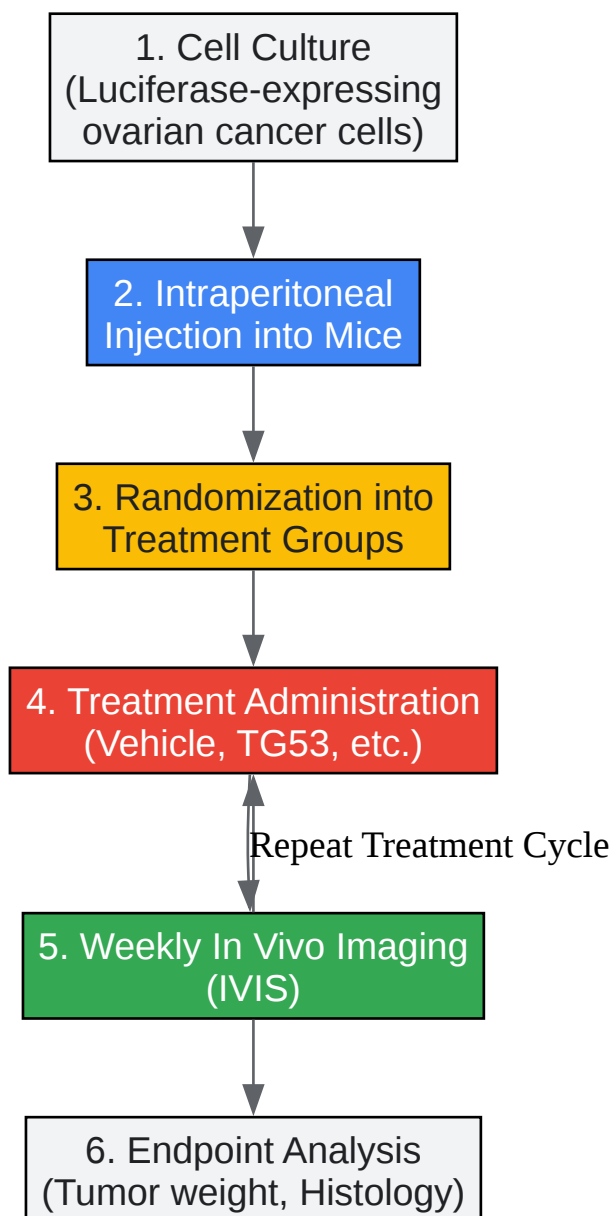 1. Cell Culture
(Luciferase-expressing
ovarian cancer cells)
2. Intraperitoneal
Injection into Mice
3. Randomization into
Treatment Groups
4. Treatment Administration
(Vehicle, TG53, etc.)
Repeat Treatment Cycle
5. Weekly In Vivo Imaging
(IVIS)
6. Endpoint Analysis
(Tumor weight, Histology)